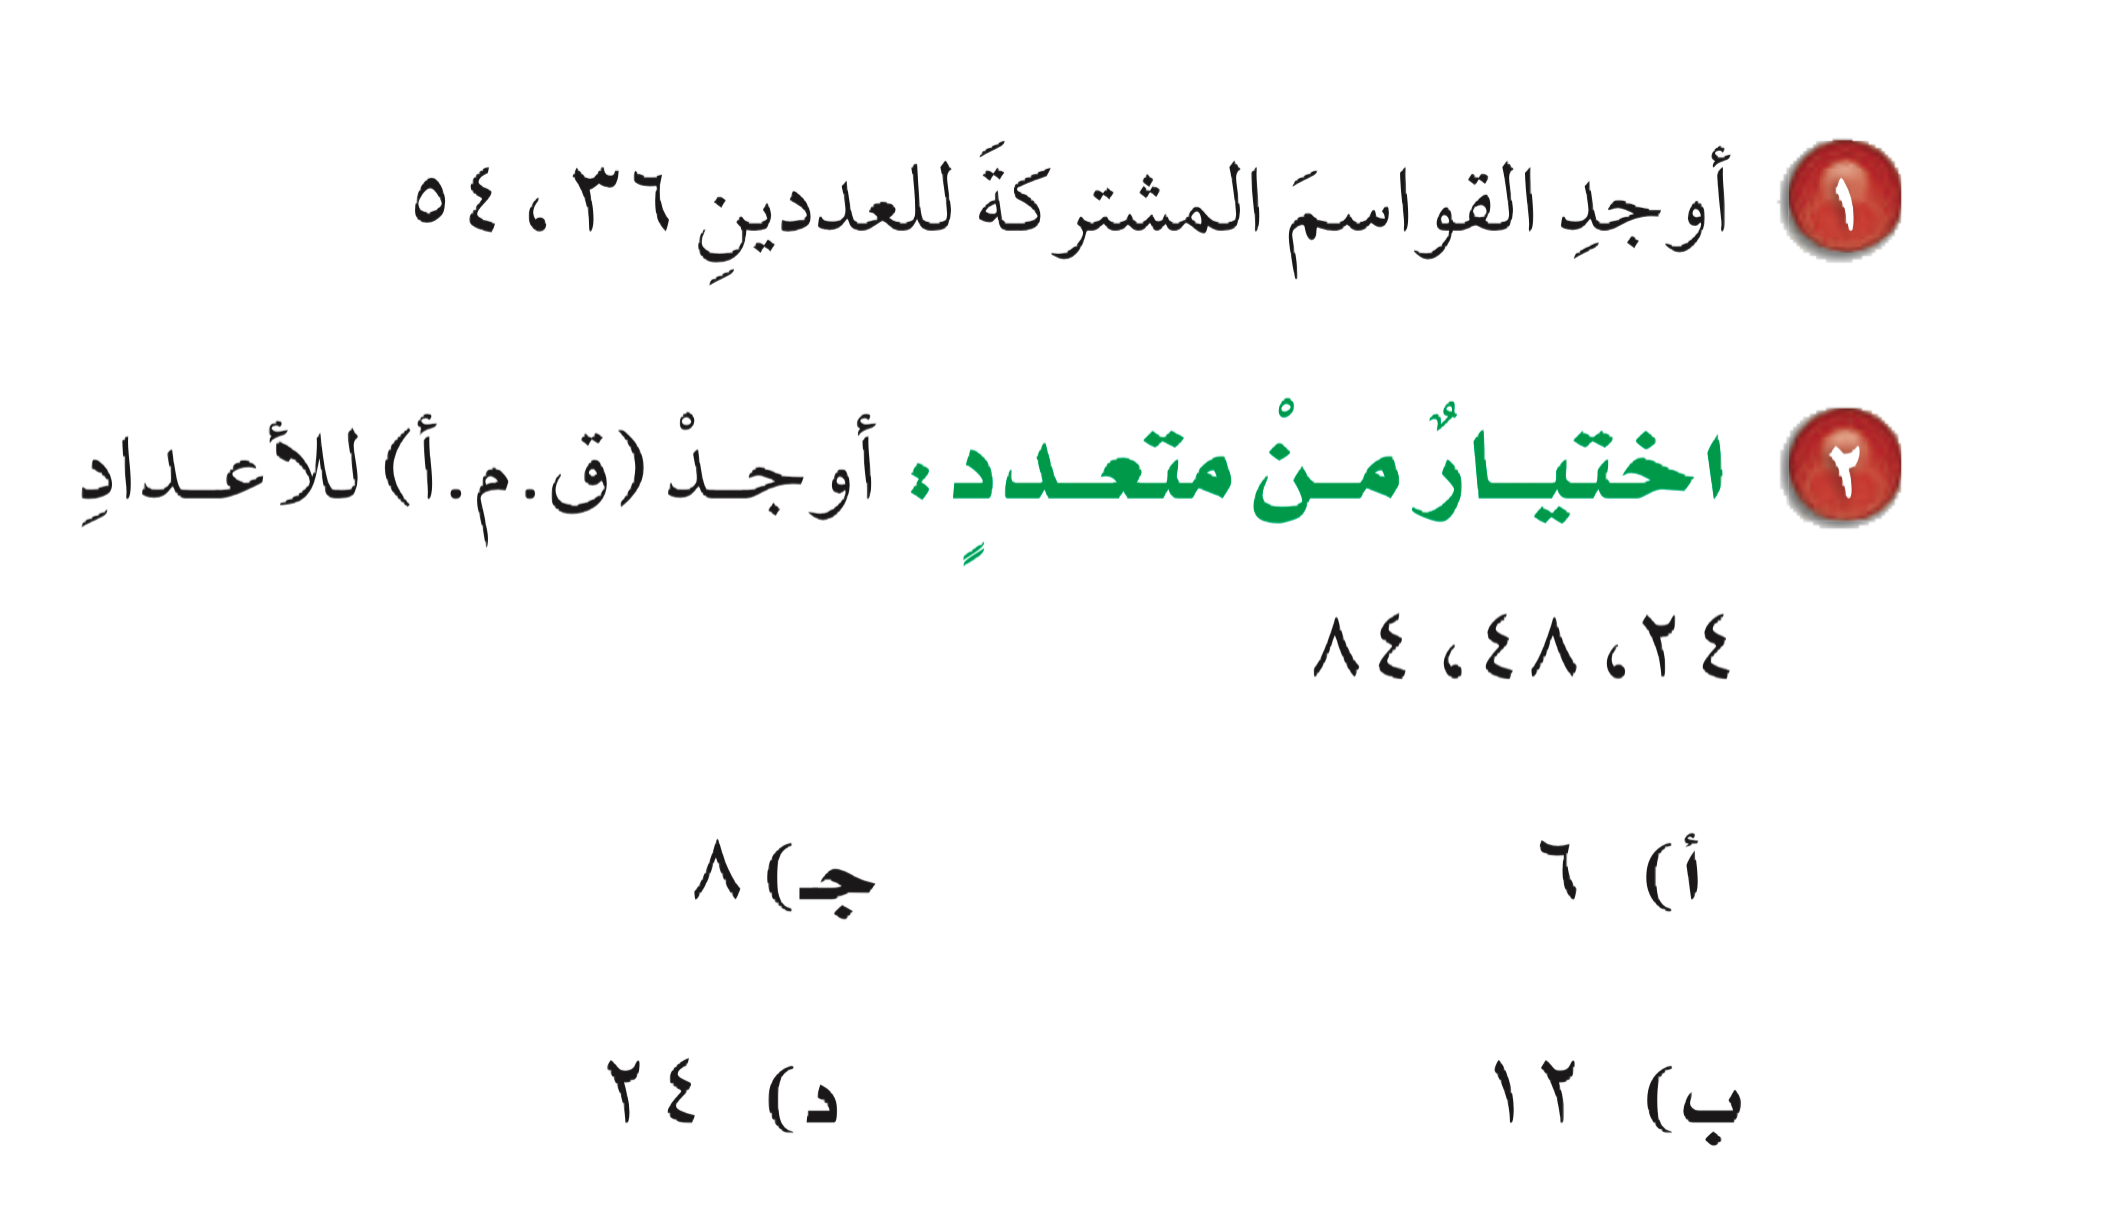 ١ أوجدِ القواسمَ المشتركةَ للعددينِ ٣٦، ٥٤
٢ اختيارٌ منْ متعددٍ: أوجدْ (ق.م.أ) للأعدادِ
٢٤، ٤٨، ٨٤
أ) ٦ جـ) ٨
ب) ١٢ د) ٢٤